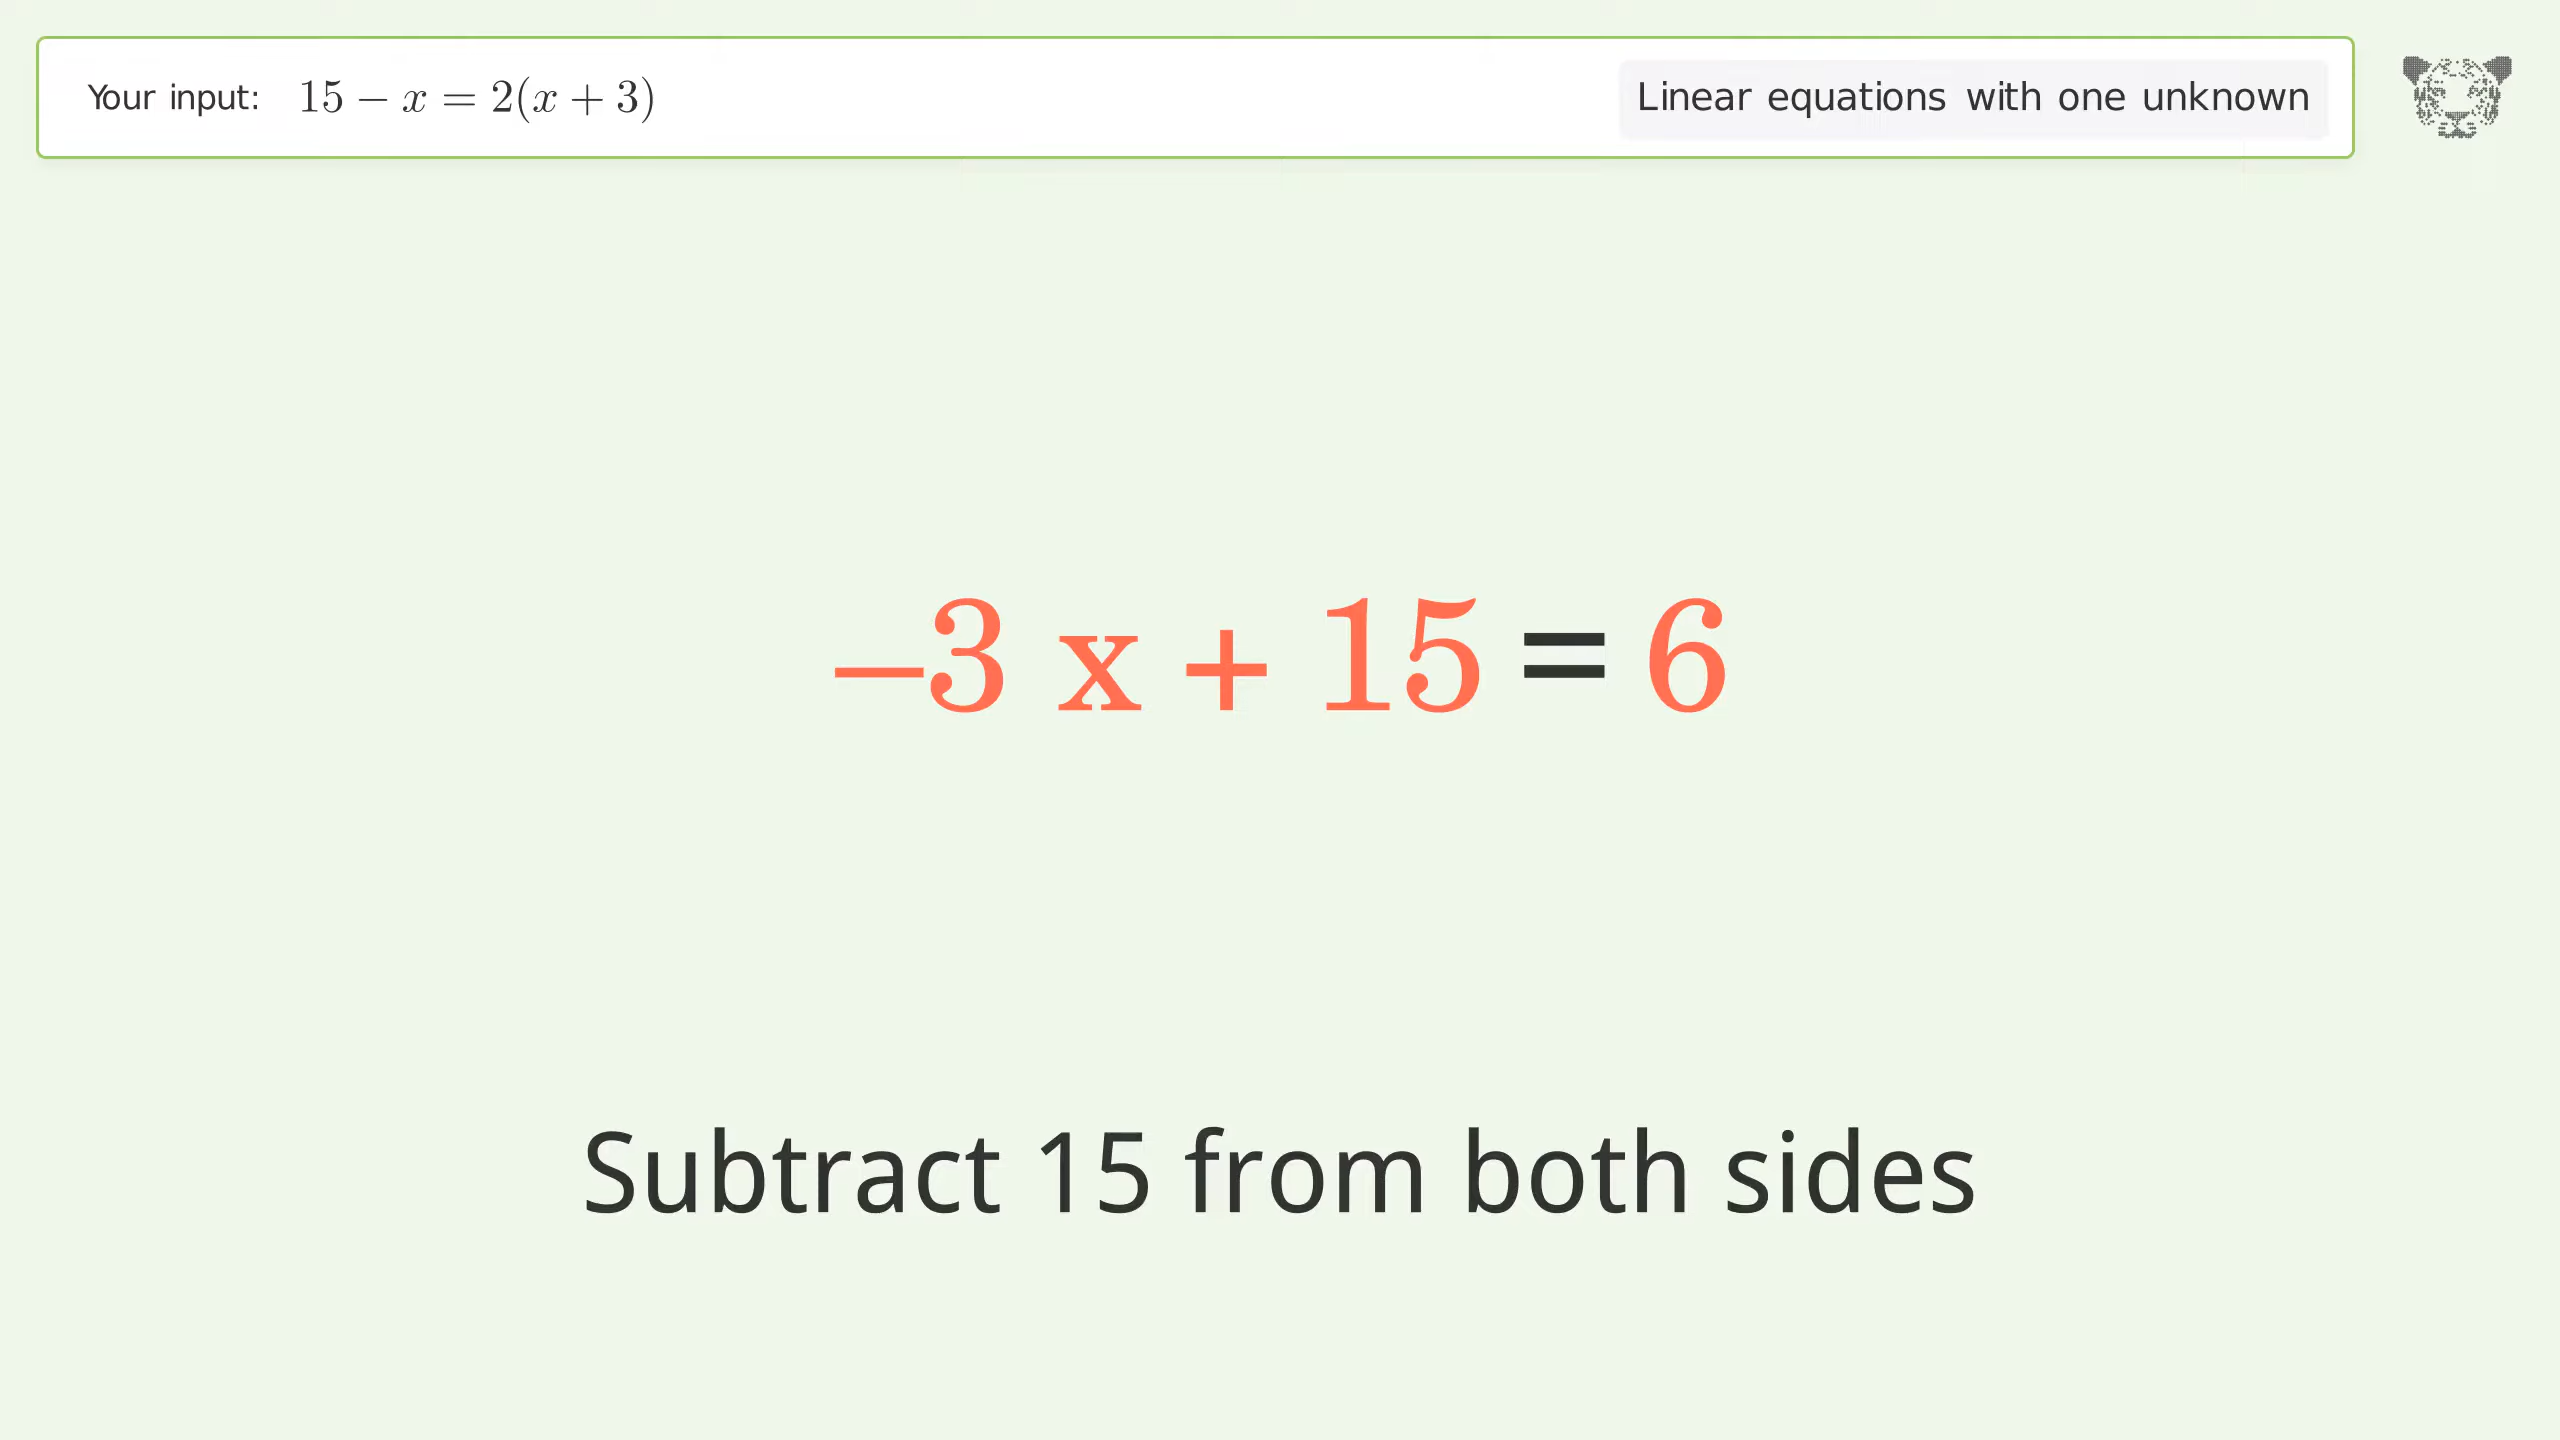 Your input: 15 − x = 2(x + 3)
Linear equations with one unknown
−3 x + 15 = 6
Subtract 15 from both sides